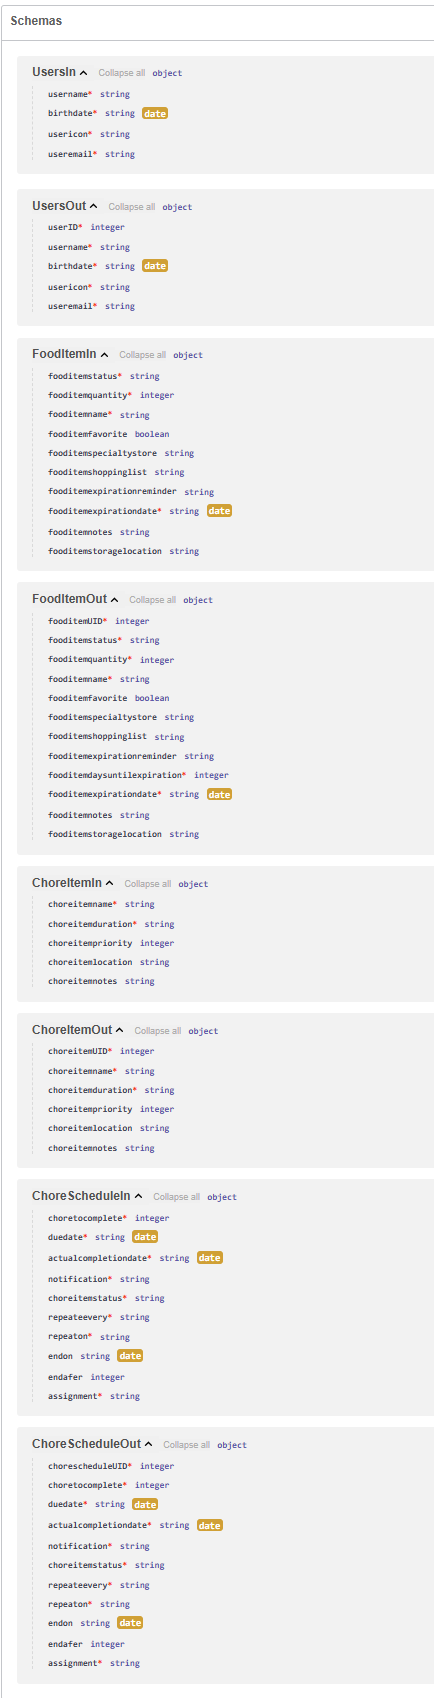 Schemas
UsersIn Collapse all object
username* string
birthdate* string date
usericon* string
useremail* string
UsersOut Collapse all object
userID* integer
username* string
birthdate* string date
usericon* string
useremail* string
FoodItemIn Collapse all object
fooditemstatus* string
fooditemquantity* integer
fooditemname* string
fooditemfavorite boolean
fooditemspecialtystore string
fooditemshoppinglist string
fooditemexpirationreminder string
fooditemexpirationdate* string date
fooditemnotes string
fooditemstoragelocation string
FoodItemOut Collapse all object
fooditemUID* integer
fooditemstatus* string
fooditemquantity* integer
fooditemname* string
fooditemfavorite boolean
fooditemspecialtystore string
fooditemshoppinglist string
fooditemexpirationreminder string
fooditemdaysuntilexpiration* integer
fooditemexpirationdate* string date
fooditemnotes string
fooditemstoragelocation string
ChoreItemIn Collapse all object
choreitemname* string
choreitemduration* string
choreitempriority integer
choreitemlocation string
choreitemnotes string
ChoreItemOut Collapse all object
choreitemUID* integer
choreitemname* string
choreitemduration* string
choreitempriority integer
choreitemlocation string
choreitemnotes string
ChoreScheduleIn Collapse all object
choretocomplete* integer
duedate* string date
actualcompletiondate* string date
notification* string
choreitemstatus* string
repeateevery* string
repeaton* string
endon string date
endafer integer
assignment* string
ChoreScheduleOut Collapse all object
chorescheduleUID* integer
choretocomplete* integer
duedate* string date
actualcompletiondate* string date
notification* string
choreitemstatus* string
repeateevery* string
repeaton* string
endon string date
endafer integer
assignment* string